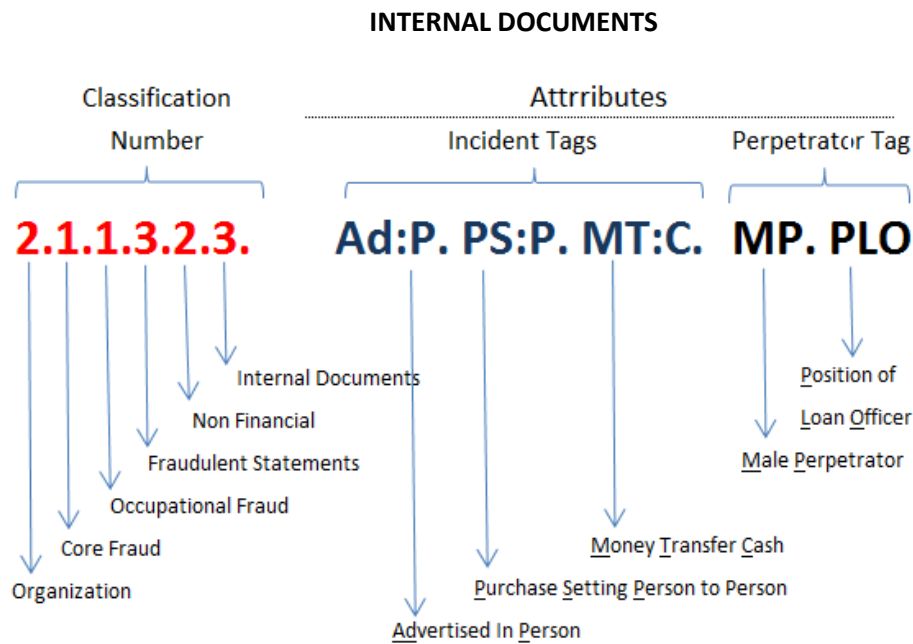 INTERNAL DOCUMENTS
Classification
Number
Attrributes
Incident Tags
Perpetrator Tag
2.1.1.3.2.3. Ad:P. PS:P. MT:C. MP. PLO
Internal Documents
Non Financial
Fraudulent Statements
Occupational Fraud
Core Fraud
Organization
Position of
Loan Officer
Male Perpetrator
Money Transfer Cash
Purchase Setting Person to Person
Advertised In Person